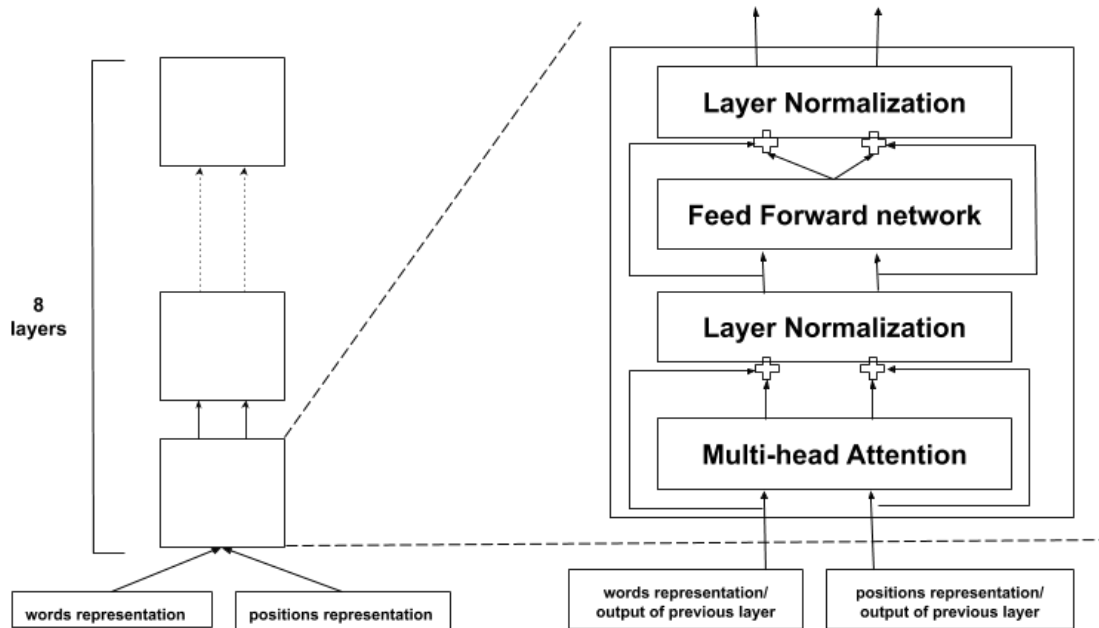 8
layers
words representation
positions representation
Layer Normalization
Feed Forward network
Layer Normalization
Multi-head Attention
words representation/
output of previous layer
positions representation/
output of previous layer